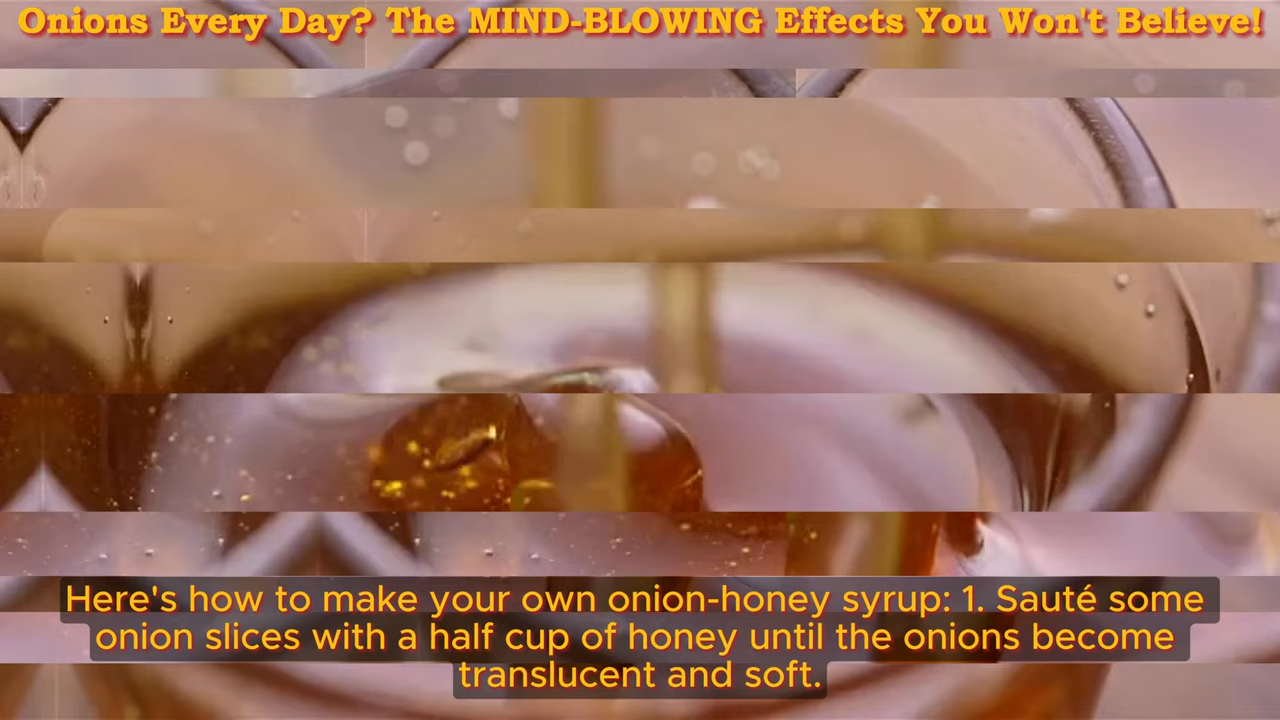 Onions Every Day? The MIND-BLOWING Effects You Won't Believe!
Here's how to make your own onion-honey syrup: 1. Sauté some
onion slices with a half cup of honey until the onions become
translucent and soft.